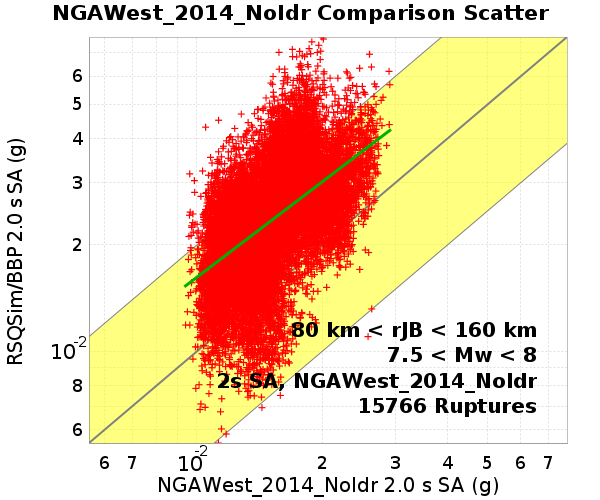 NGAWest_2014_NoIdr Comparison Scatter
RSQSim/BBP 2.0 s SA (g)
6
5
4
3
2
10-2
8
6
80 km < rJB < 160 km
7.5 < Mw < 8
2s SA, NGAWest_2014_NoIdr
15766 Ruptures
6 7 10-2 2 3 4 5 6 7
NGAWest_2014_NoIdr 2.0 s SA (g)